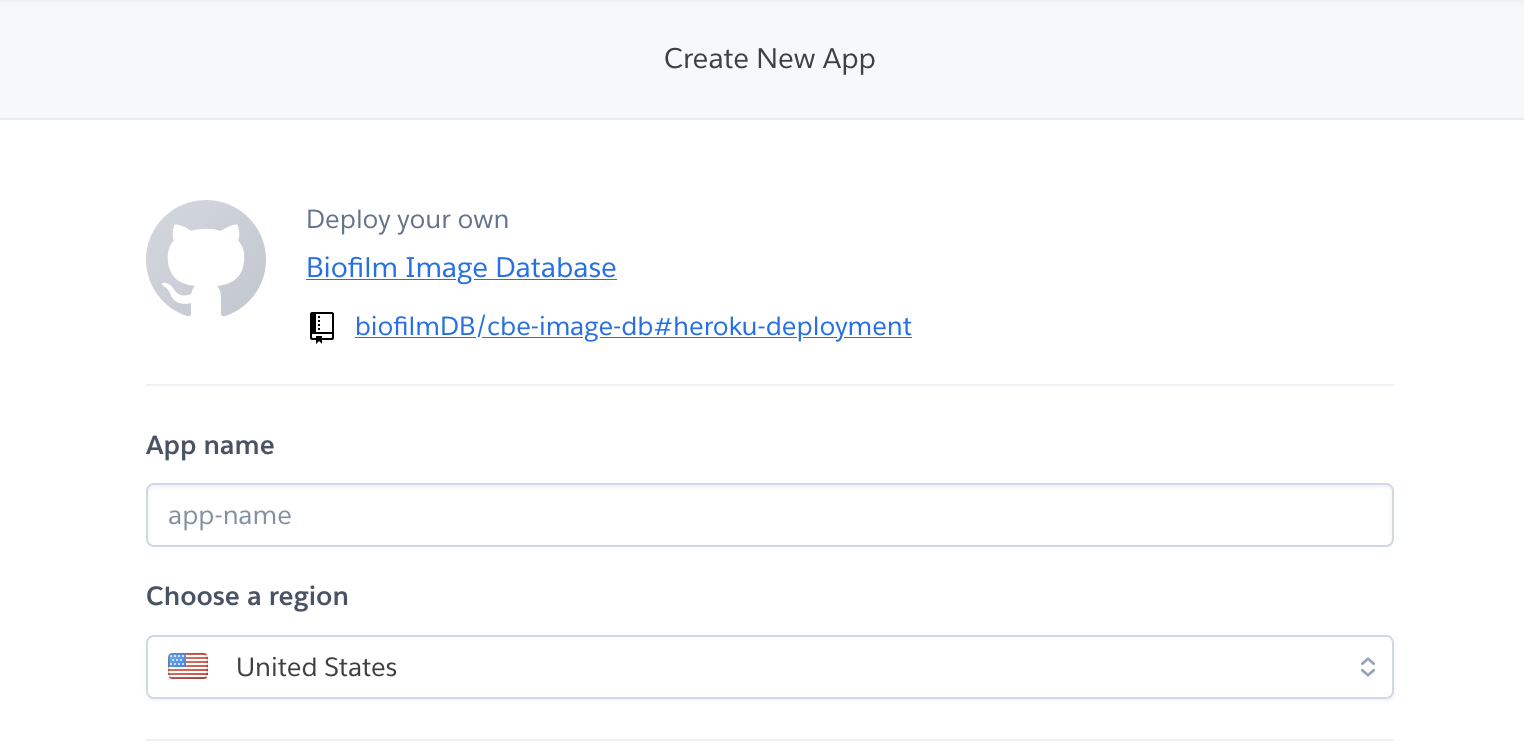 Create New App
Deploy your own
Biofilm Image Database
biofilmDB/cbe-image-db#heroku-deployment
App name
app-name
Choose a region
United States